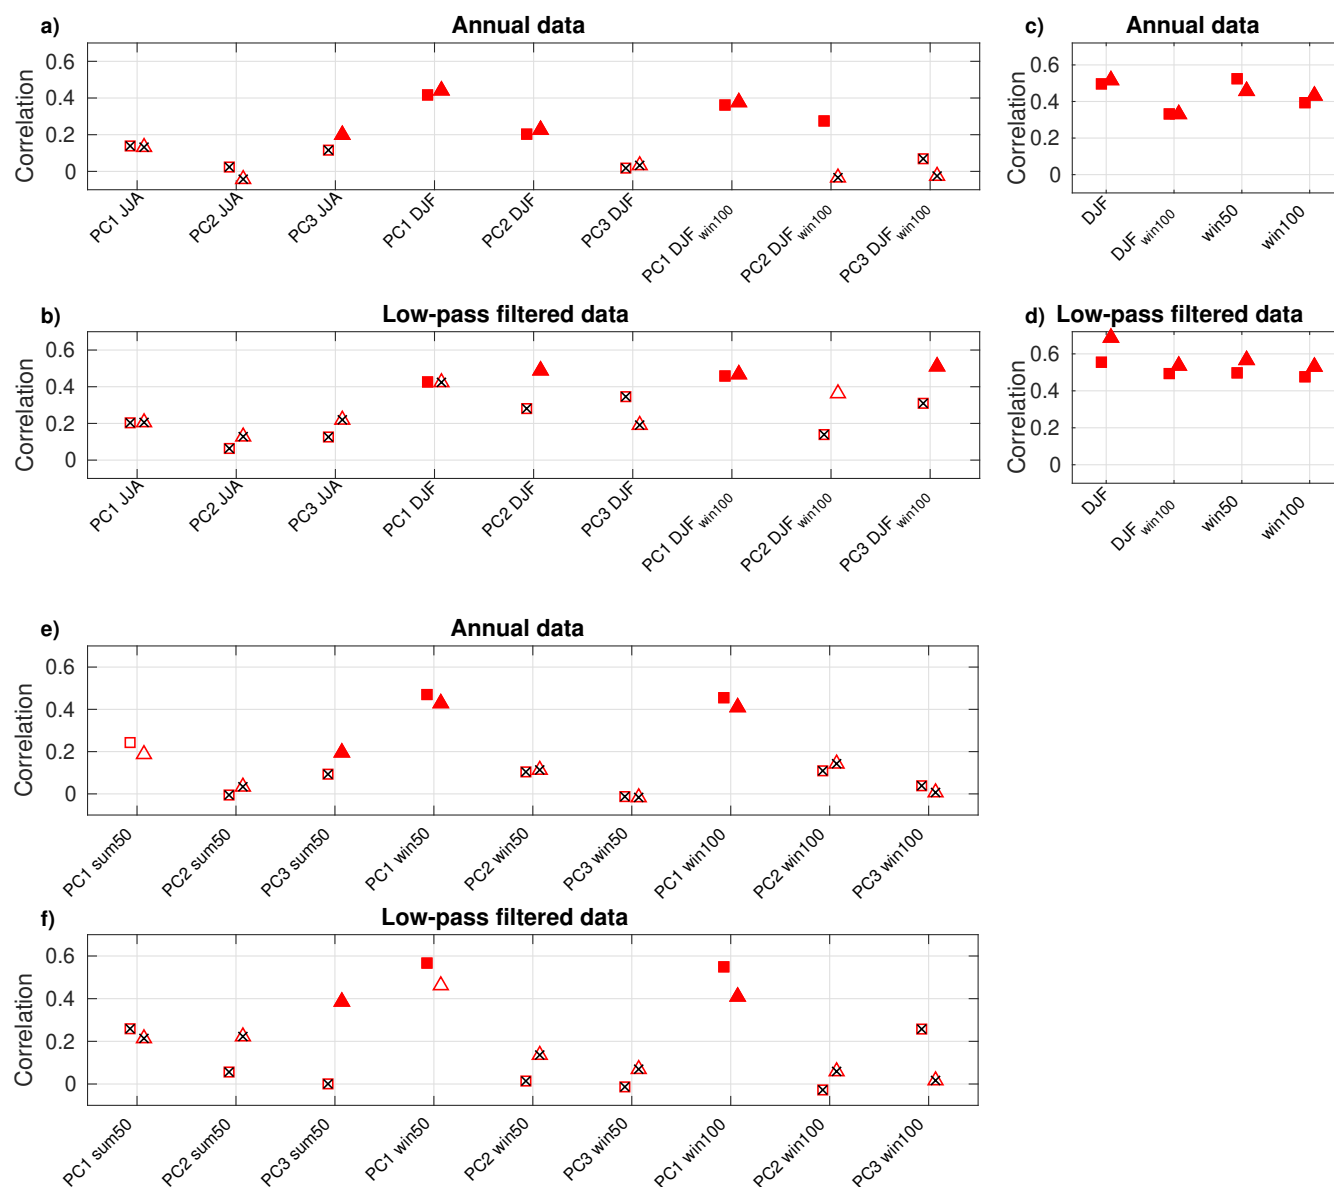 a) Annual data
Correlation
0.6
0.4
0.2
0
PC1 JJA
PC2 JJA
PC3 JJA
PC1 DJF
PC2 DJF
PC3 DJF
PC1 DJF win100
PC2 DJF win100
PC3 DJF win100
c) Annual data
Correlation
0.6
0.4
0.2
0
DJF
DJF win100
win50
win100
b) Low-pass filtered data
Correlation
0.6
0.4
0.2
0
PC1 JJA
PC2 JJA
PC3 JJA
PC1 DJF
PC2 DJF
PC3 DJF
PC1 DJF win100
PC2 DJF win100
PC3 DJF win100
d) Low-pass filtered data
Correlation
0.6
0.4
0.2
0
DJF
DJF win100
win50
win100
e) Annual data
Correlation
0.6
0.4
0.2
0
PC1 sum50
PC2 sum50
PC3 sum50
PC1 win50
PC2 win50
PC3 win50
PC1 win100
PC2 win100
PC3 win100
f) Low-pass filtered data
Correlation
0.6
0.4
0.2
0
PC1 sum50
PC2 sum50
PC3 sum50
PC1 win50
PC2 win50
PC3 win50
PC1 win100
PC2 win100
PC3 win100